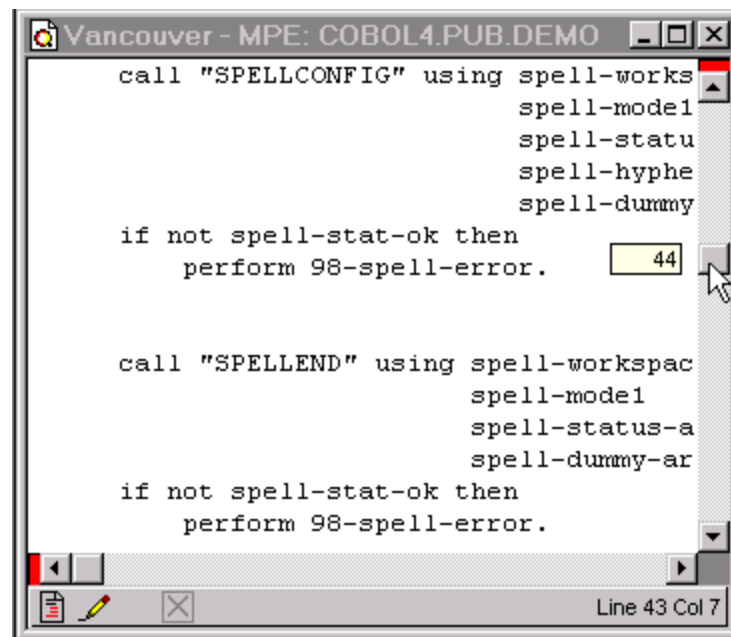 Vancouver - MPE: COBOL4.PUB.DEMO
call "SPELLCONFIG" using spell-works
spell-mode1
spell-statu
spell-hyphe
spell-dummy
if not spell-stat-ok then
perform 98-spell-error.
44
call "SPELLEND" using spell-workspac
spell-mode1
spell-status-a
spell-dummy-ar
if not spell-stat-ok then
perform 98-spell-error.
Line 43 Col 7